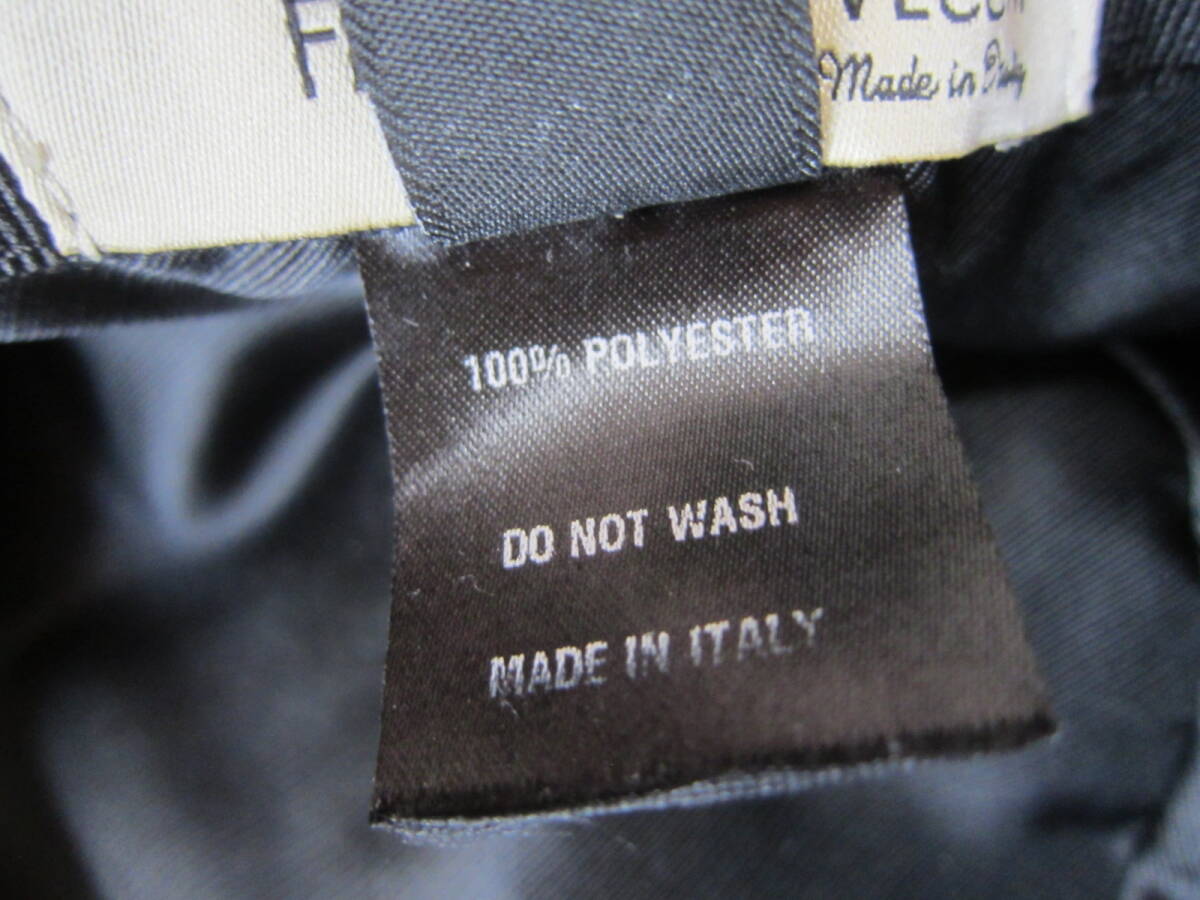 Made in Italy
100% POLYESTER
DO NOT WASH
MADE IN ITALY